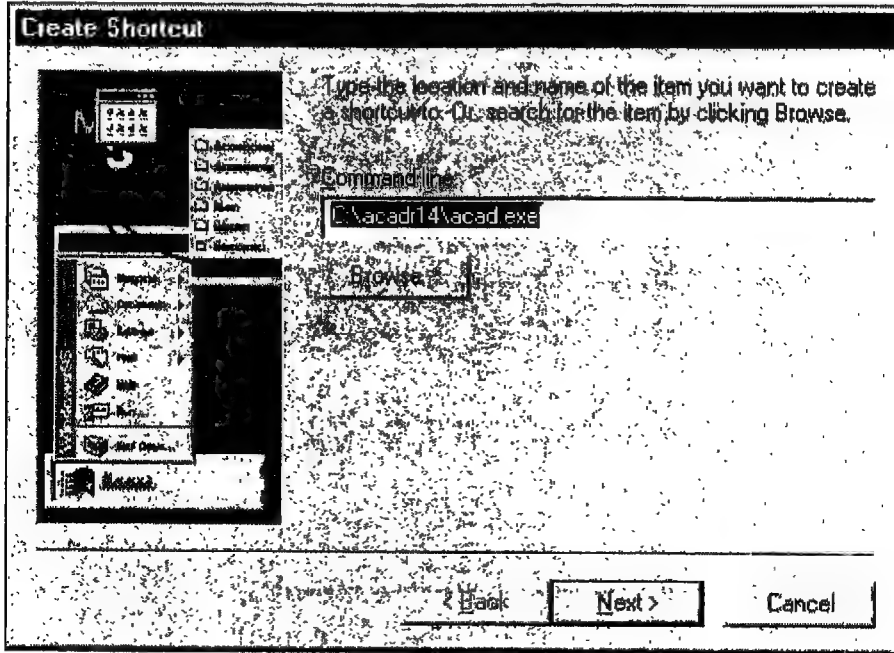 Create Shortcut
Type the location and name of the item you want to create
a shortcut to. Or, search for the item by clicking Browse.
Command line:
C:\acadr14\acad.exe
Browse...
< Back
Next >
Cancel